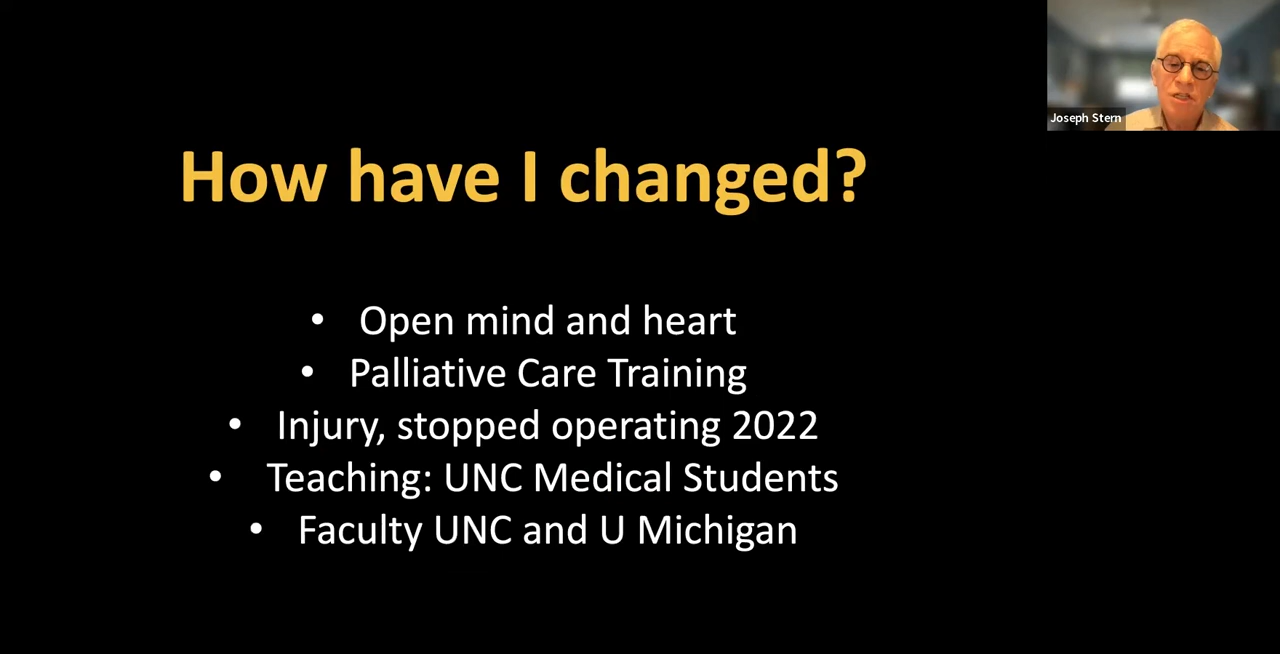 Joseph Stern
How have I changed?
• Open mind and heart
• Palliative Care Training
• Injury, stopped operating 2022
• Teaching: UNC Medical Students
• Faculty UNC and U Michigan